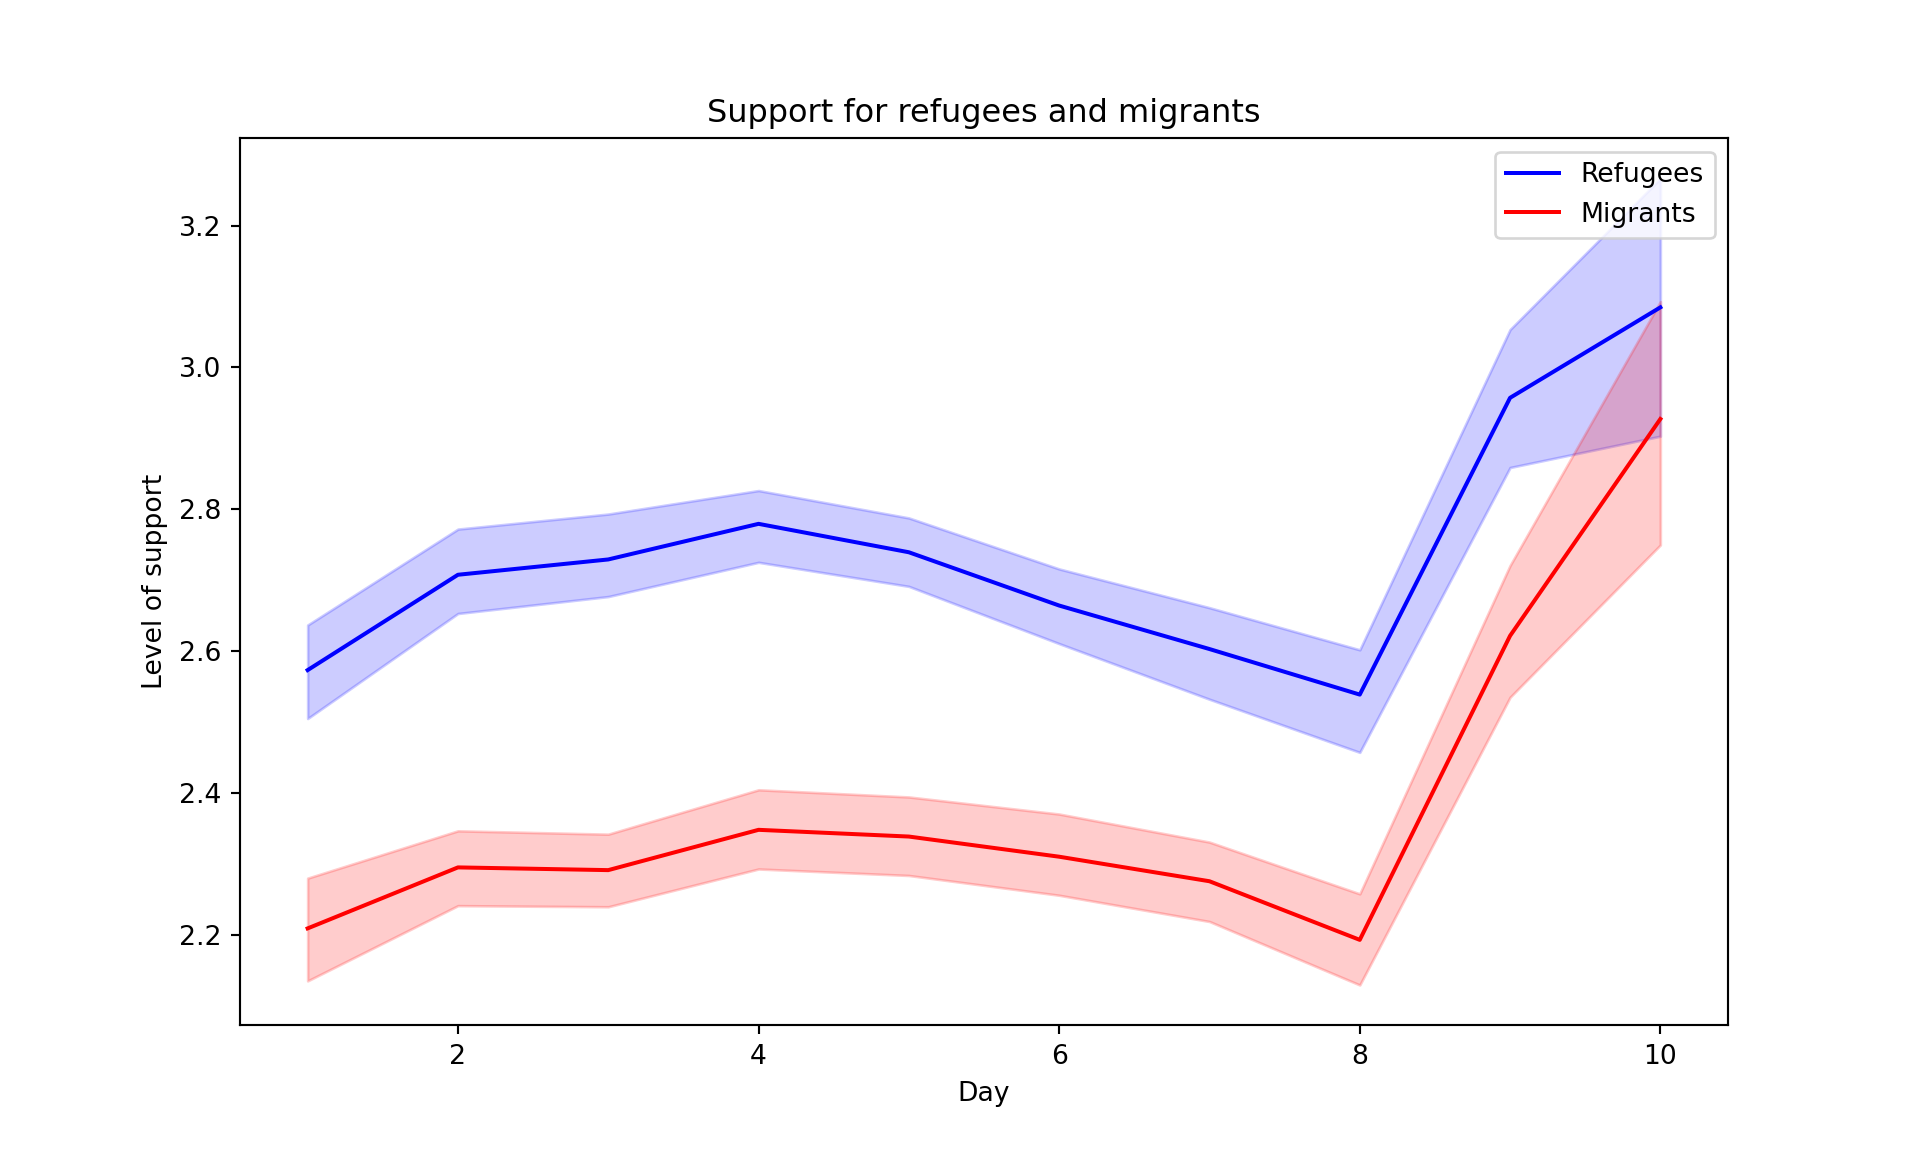 Support for refugees and migrants
Refugees
Migrants
Level of support
3.2
3.0
2.8
2.6
2.4
2.2
2
4
6
8
10
Day